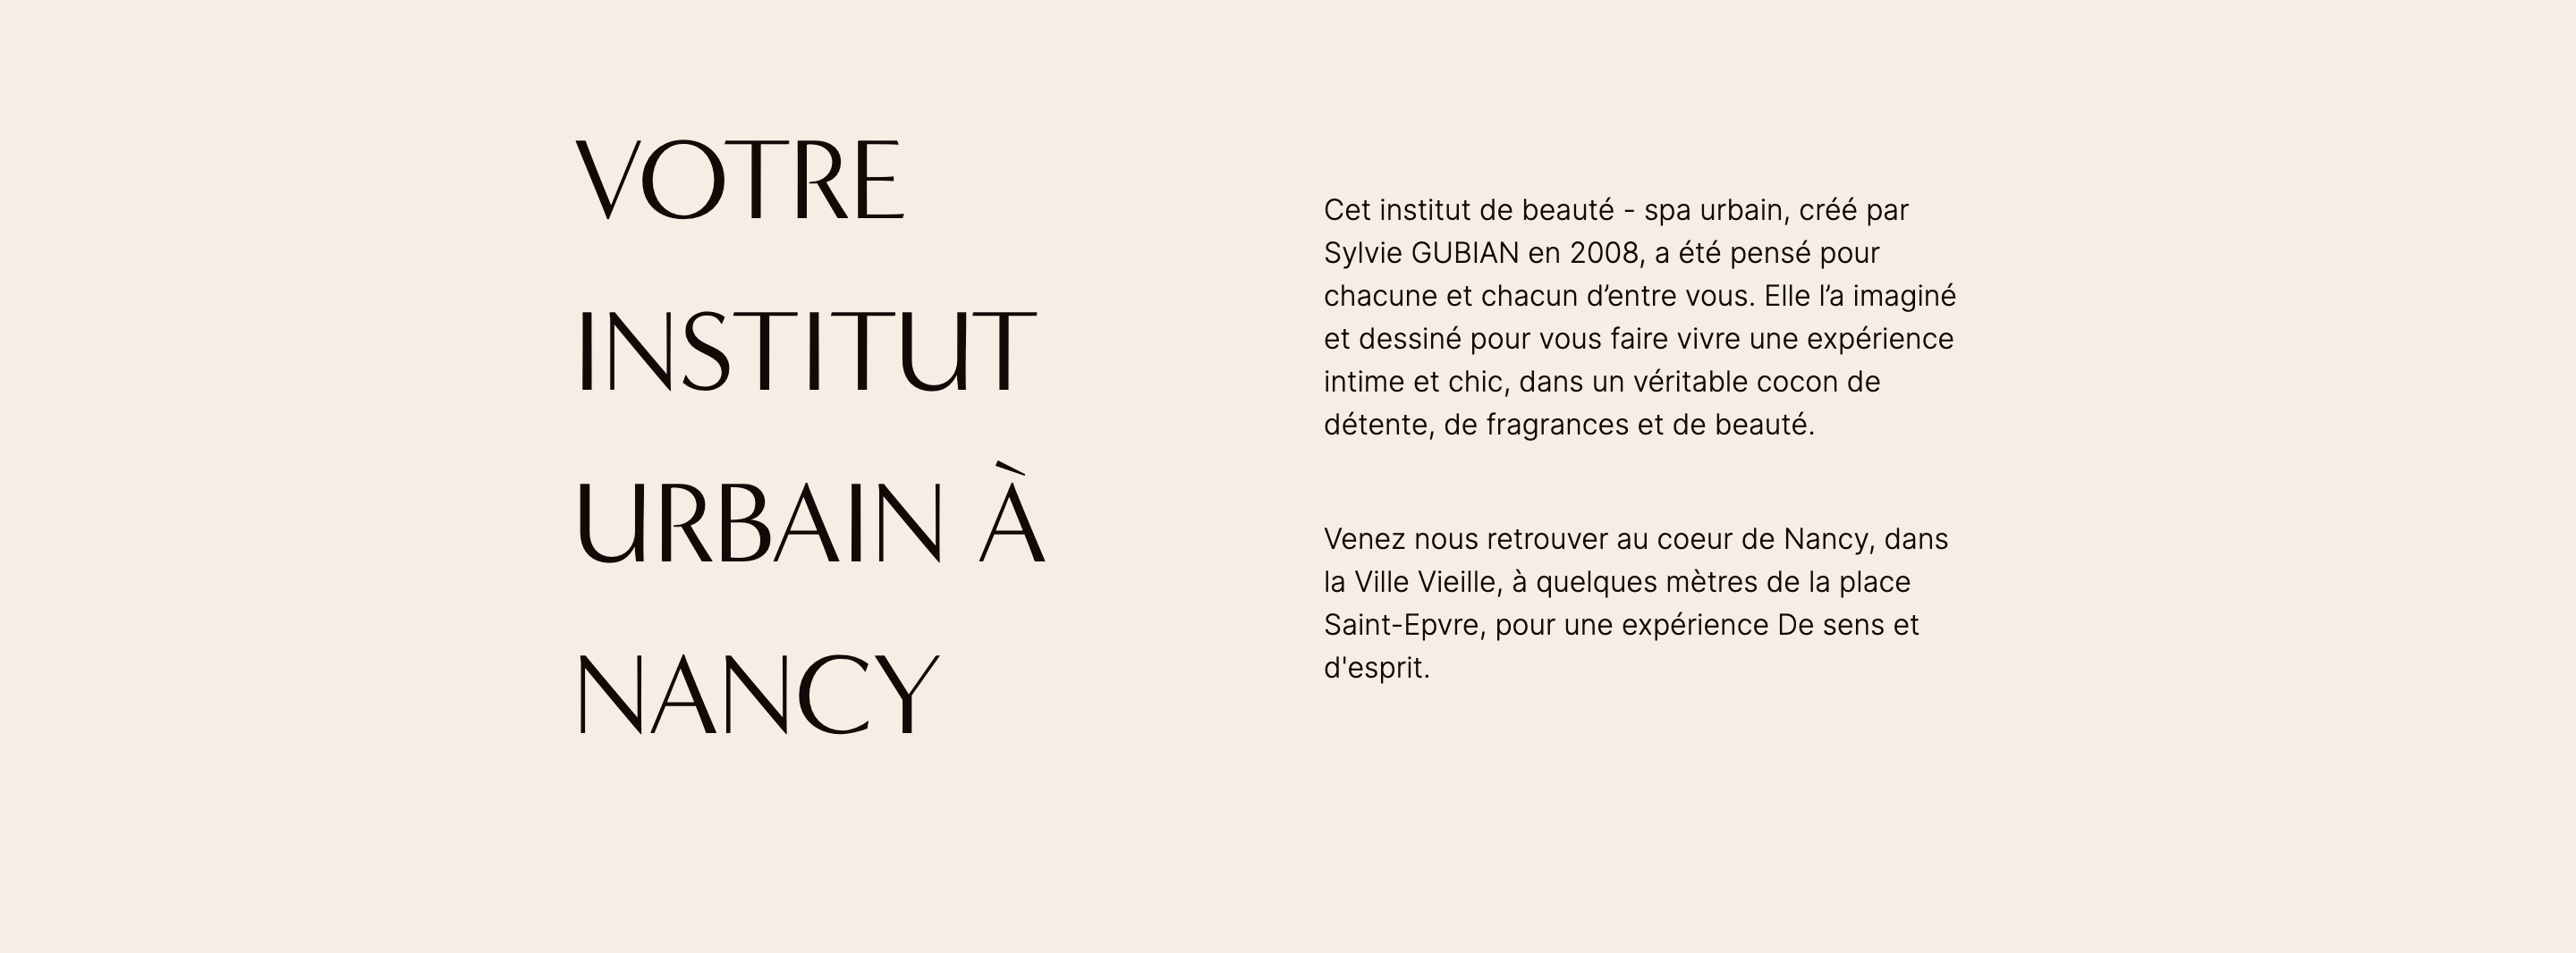 VOTRE
INSTITUT
URBAIN À
NANCY
Cet institut de beauté - spa urbain, créé par
Sylvie GUBIAN en 2008, a été pensé pour
chacune et chacun d’entre vous. Elle l’a imaginé
et dessiné pour vous faire vivre une expérience
intime et chic, dans un véritable cocon de
détente, de fragrances et de beauté.
Venez nous retrouver au coeur de Nancy, dans
la Ville Vieille, à quelques mètres de la place
Saint-Epvre, pour une expérience De sens et
d'esprit.